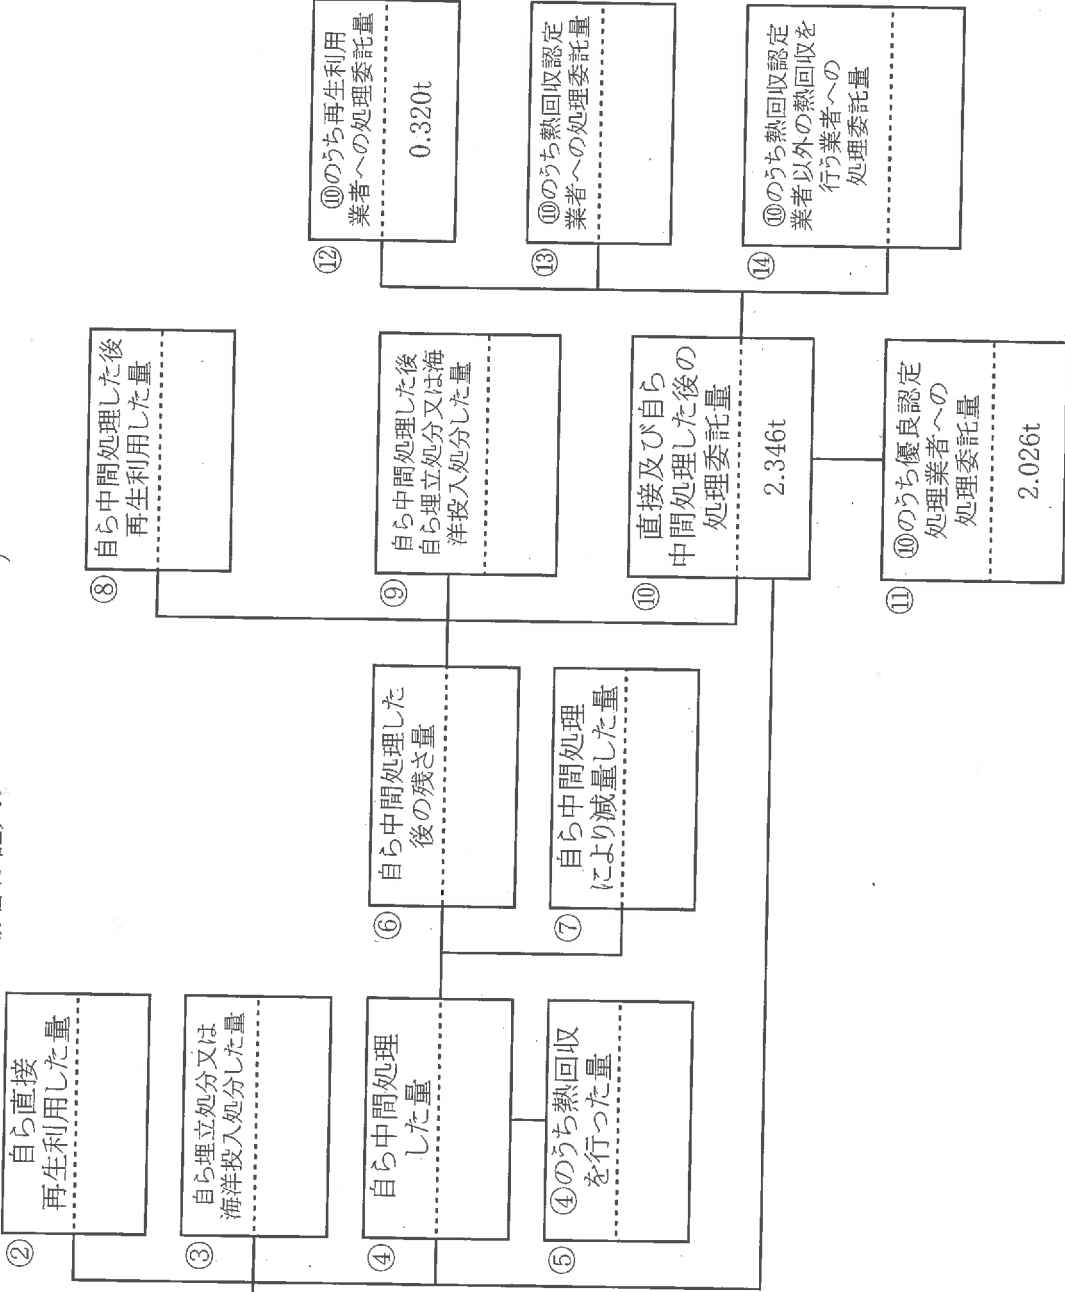 ②
自ら直接
再生利用した量
③
自ら埋立処分又は
海洋投入処分した量
④
自ら中間処理
した量
⑤
④のうち熱回収
を行った量
⑥
自ら中間処理した
後の残さ量
⑦
自ら中間処理
により減量した量
⑧
自ら中間処理した後
再生利用した量
⑨
自ら中間処理した後
自ら埋立処分又は海
洋投入処分した量
⑩
直接及び自ら
中間処理した後の
処理委託量
2.346t
⑪
⑩のうち優良認定
処理業者への
処理委託量
2.026t
⑫
⑩のうち再生利用
業者への処理委託量
0.320t
⑬
⑩のうち熱回収認定
業者への処理委託量
⑭
⑩のうち熱回収認定
業者以外の熱回収を
行う業者への
処理委託量